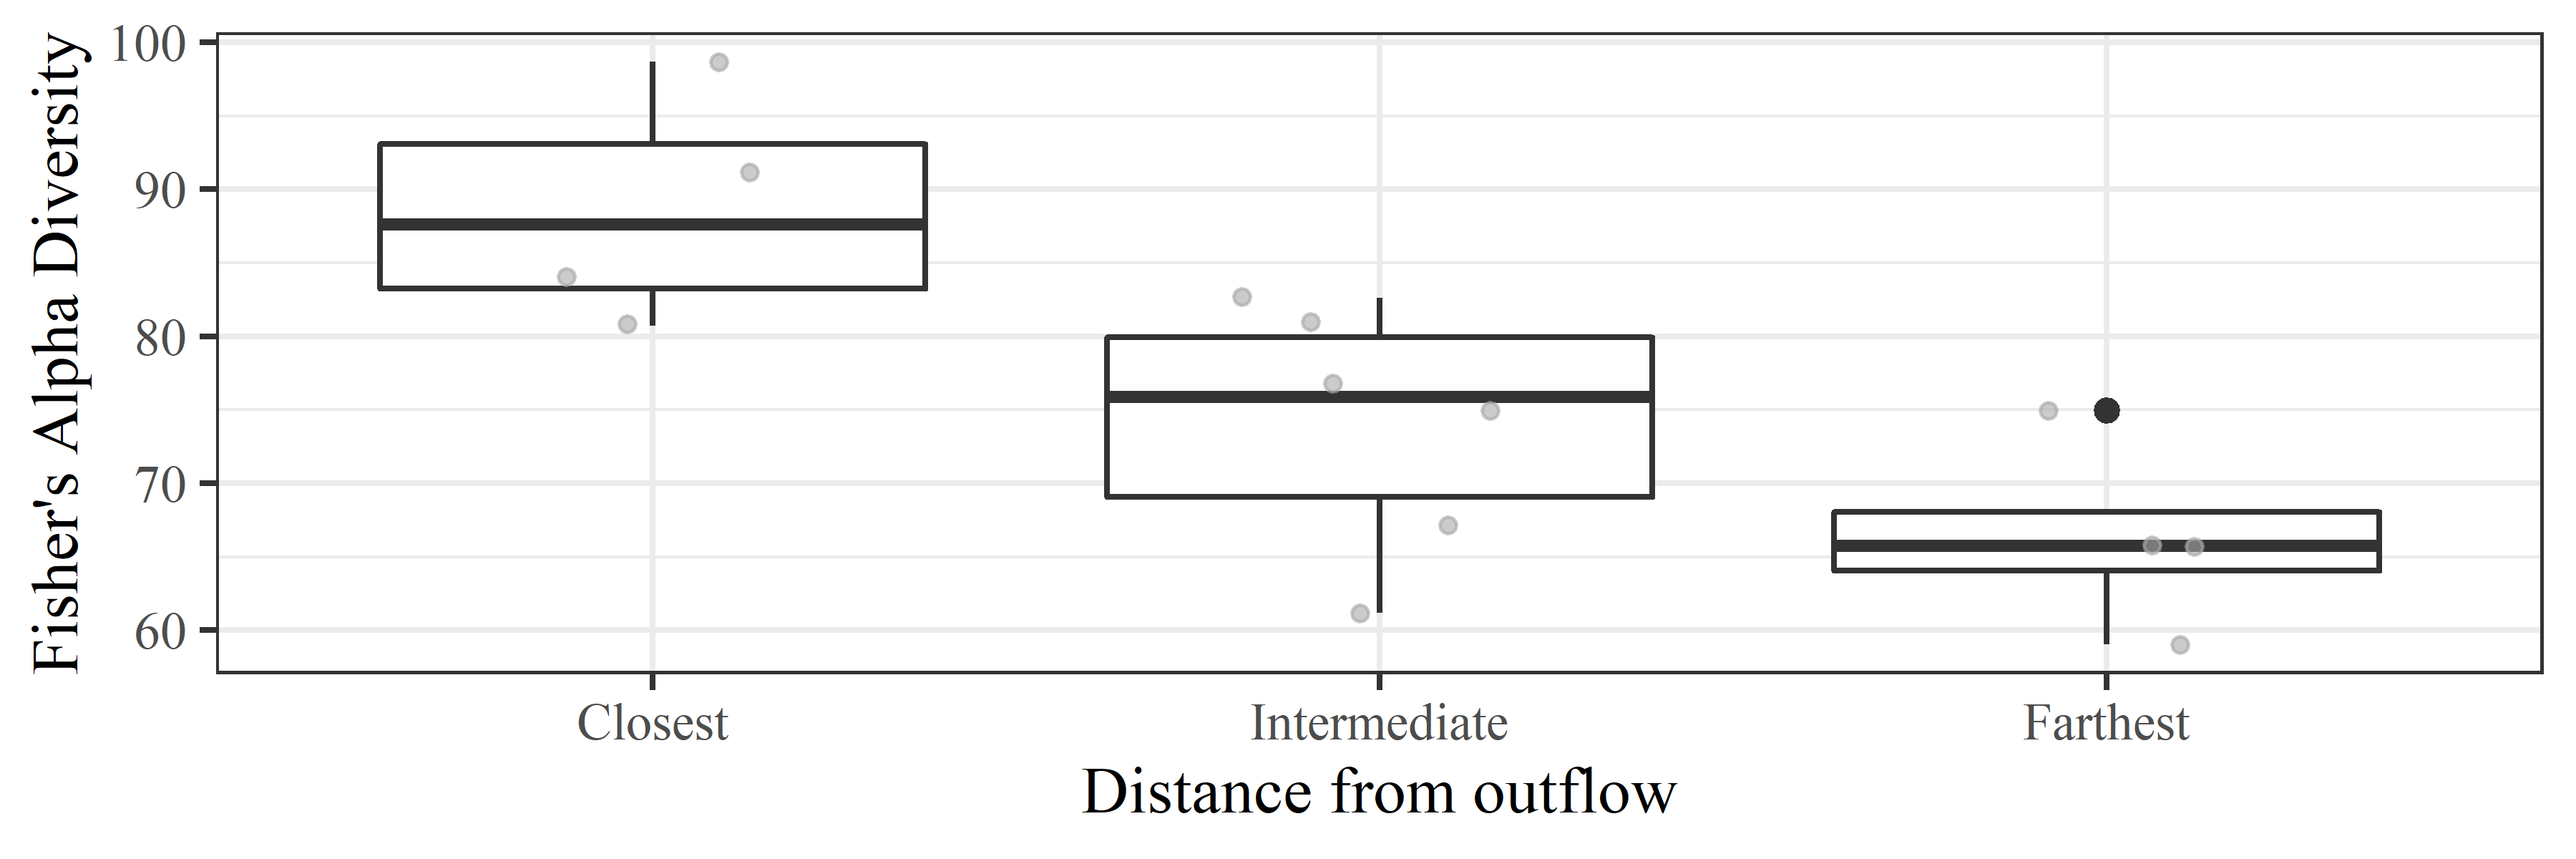 Fisher's Alpha Diversity
100
90
80
70
60
Closest
Intermediate
Farthest
Distance from outflow